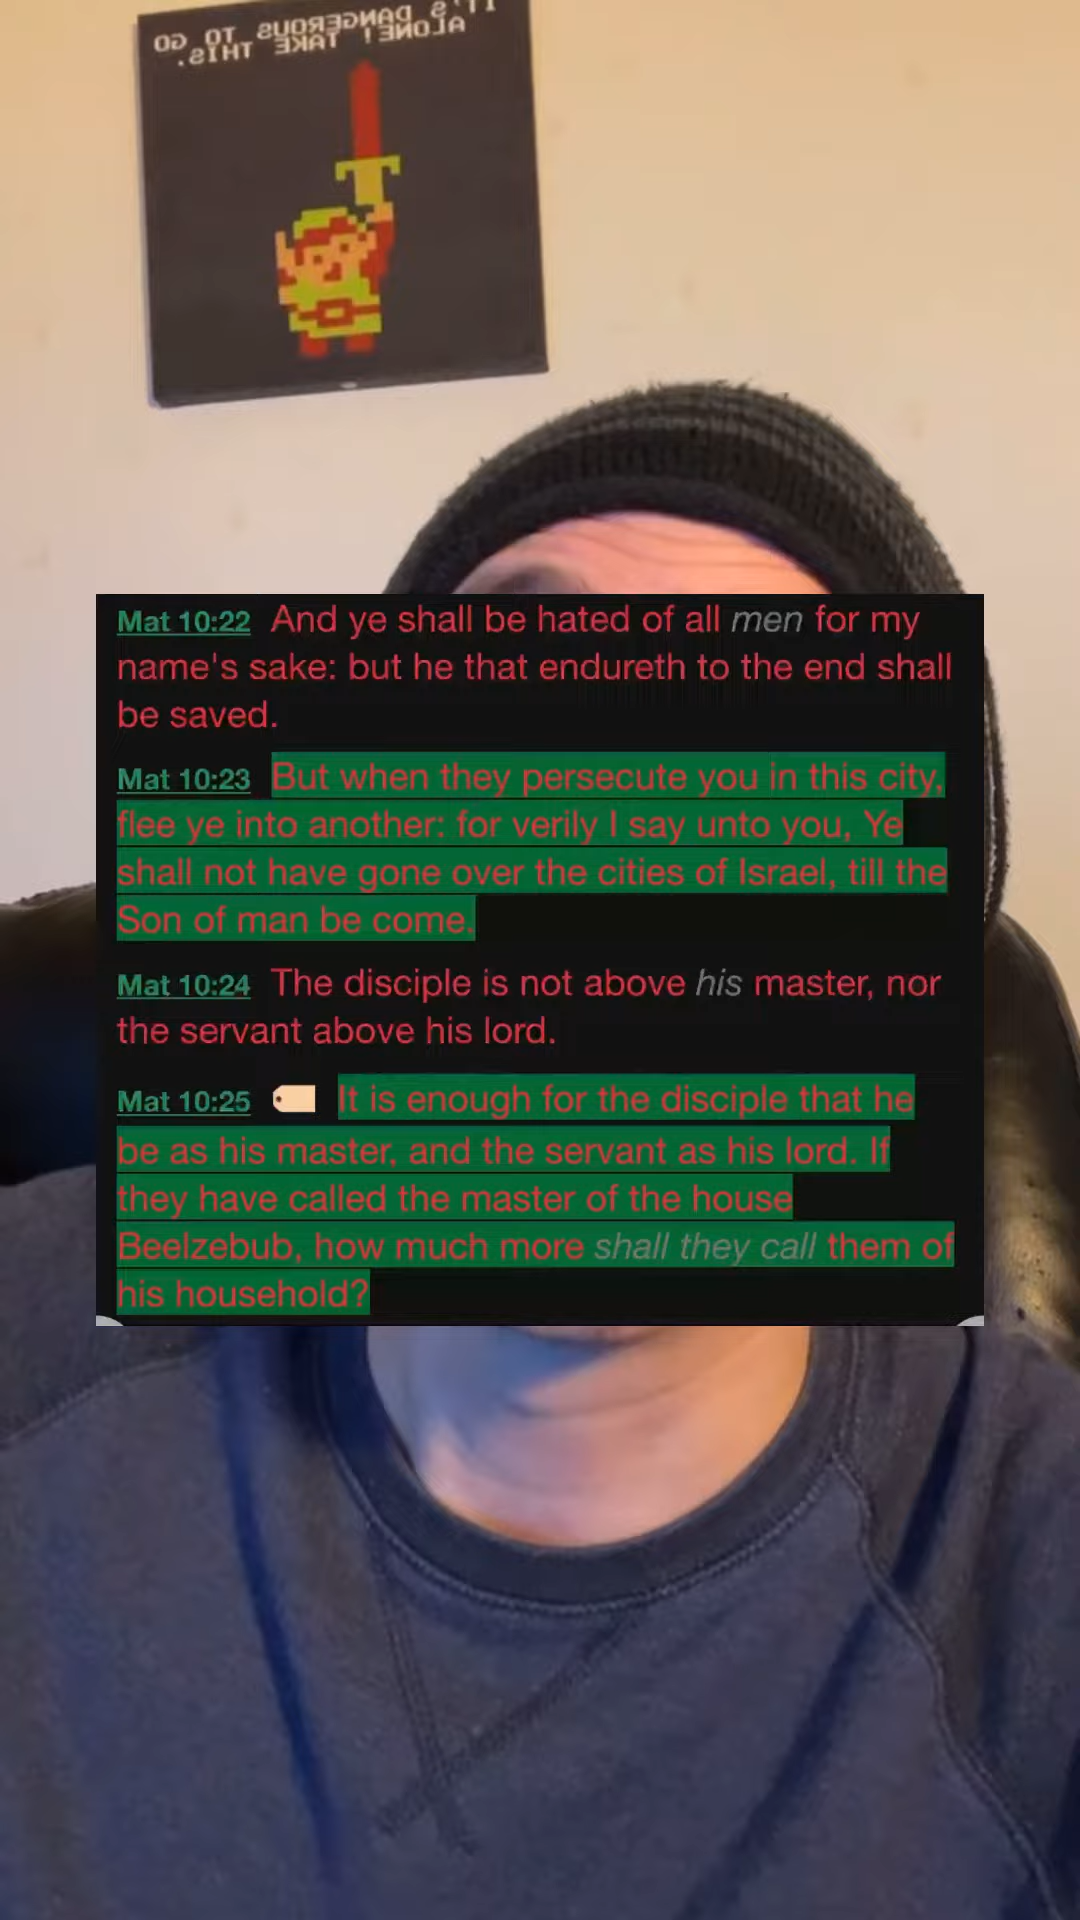 IT'S DANGEROUS TO GO
ALONE! TAKE THIS.
Mat 10:22 And ye shall be hated of all men for my
name's sake: but he that endureth to the end shall
be saved.
Mat 10:23 But when they persecute you in this city,
flee ye into another: for verily I say unto you, Ye
shall not have gone over the cities of Israel, till the
Son of man be come.
Mat 10:24 The disciple is not above his master, nor
the servant above his lord.
Mat 10:25 It is enough for the disciple that he
be as his master, and the servant as his lord. If
they have called the master of the house
Beelzebub, how much more shall they call them of
his household?